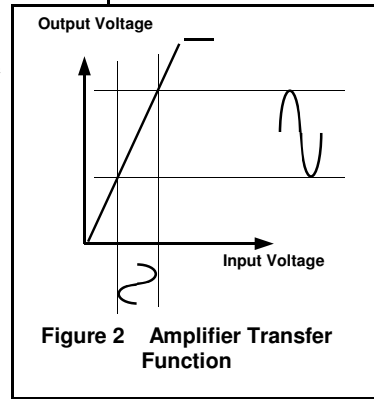 Output Voltage
Input Voltage
Figure 2 Amplifier Transfer
Function